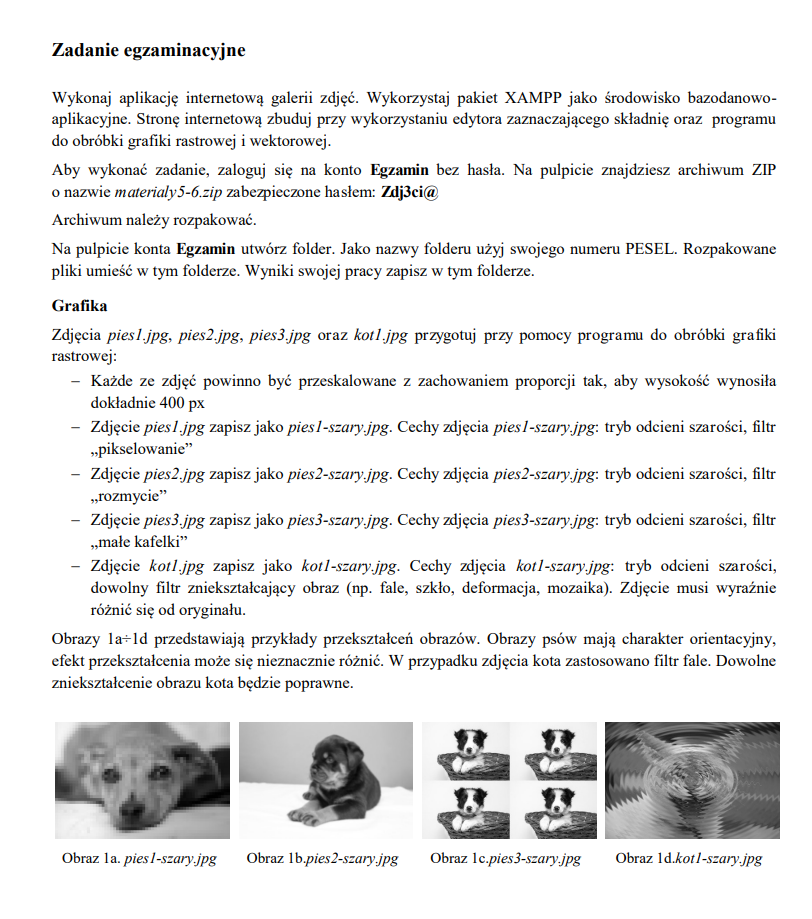 Zadanie egzaminacyjne
Wykonaj aplikację internetową galerii zdjęć. Wykorzystaj pakiet XAMPP jako środowisko bazodanowo-
aplikacyjne. Stronę internetową zbuduj przy wykorzystaniu edytora zaznaczającego składnię oraz programu
do obróbki grafiki rastrowej i wektorowej.
Aby wykonać zadanie, zaloguj się na konto Egzamin bez hasła. Na pulpicie znajdziesz archiwum ZIP
o nazwie materialy5-6.zip zabezpieczone hasłem: Zdj3ci@
Archiwum należy rozpakować.
Na pulpicie konta Egzamin utwórz folder. Jako nazwy folderu użyj swojego numeru PESEL. Rozpakowane
pliki umieść w tym folderze. Wyniki swojej pracy zapisz w tym folderze.
Grafika
Zdjęcia pies1.jpg, pies2.jpg, pies3.jpg oraz kot1.jpg przygotuj przy pomocy programu do obróbki grafiki
rastrowej:
− Każde ze zdjęć powinno być przeskalowane z zachowaniem proporcji tak, aby wysokość wynosiła
dokładnie 400 px
− Zdjęcie pies1.jpg zapisz jako pies1-szary.jpg. Cechy zdjęcia pies1-szary.jpg: tryb odcieni szarości, filtr
„pikselowanie”
− Zdjęcie pies2.jpg zapisz jako pies2-szary.jpg. Cechy zdjęcia pies2-szary.jpg: tryb odcieni szarości, filtr
„rozmycie”
− Zdjęcie pies3.jpg zapisz jako pies3-szary.jpg. Cechy zdjęcia pies3-szary.jpg: tryb odcieni szarości, filtr
„małe kafelki”
− Zdjęcie kot1.jpg zapisz jako kot1-szary.jpg. Cechy zdjęcia kot1-szary.jpg: tryb odcieni szarości,
dowolny filtr zniekształcający obraz (np. fale, szkło, deformacja, mozaika). Zdjęcie musi wyraźnie
różnić się od oryginału.
Obrazy 1a÷1d przedstawiają przykłady przekształceń obrazów. Obrazy psów mają charakter orientacyjny,
efekt przekształcenia może się nieznacznie różnić. W przypadku zdjęcia kota zastosowano filtr fale. Dowolne
zniekształcenie obrazu kota będzie poprawne.
Obraz 1a. pies1-szary.jpg Obraz 1b.pies2-szary.jpg Obraz 1c.pies3-szary.jpg Obraz 1d.kot1-szary.jpg